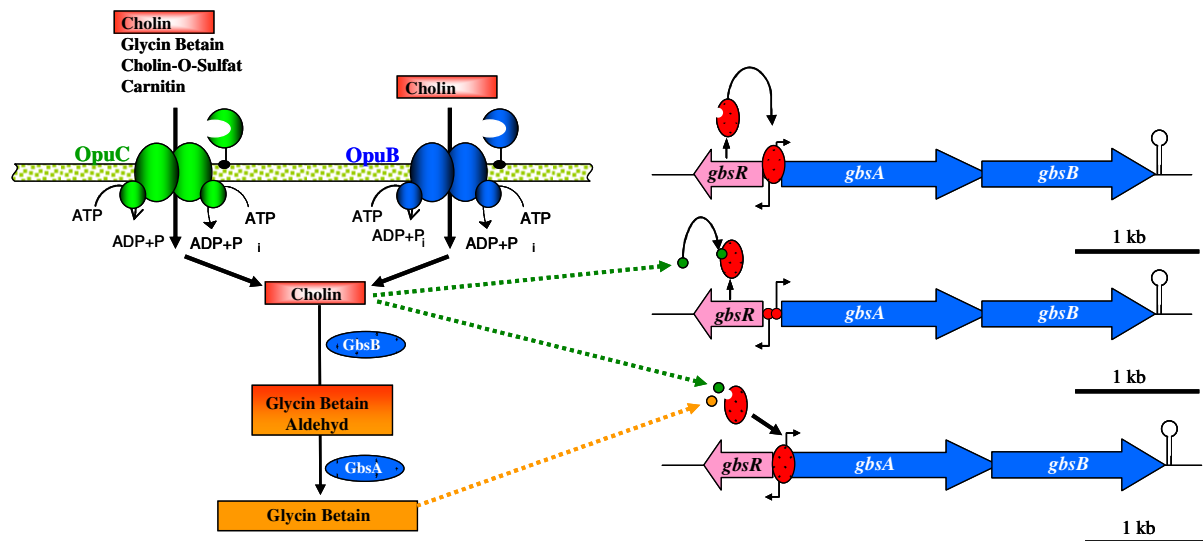 Cholin
Glycin Betain
Cholin-O-Sulfat
Carnitin
Cholin
OpuC
OpuB
ATP
ATP
ATP
ATP
ADP+P
ADP+P i
ADP+P i
ADP+P i
Cholin
GbsB
Glycin Betain
Aldehyd
GbsA
Glycin Betain
gbsR
gbsA
gbsB
1 kb
gbsR
gbsA
gbsB
1 kb
gbsR
gbsA
gbsB
1 kb